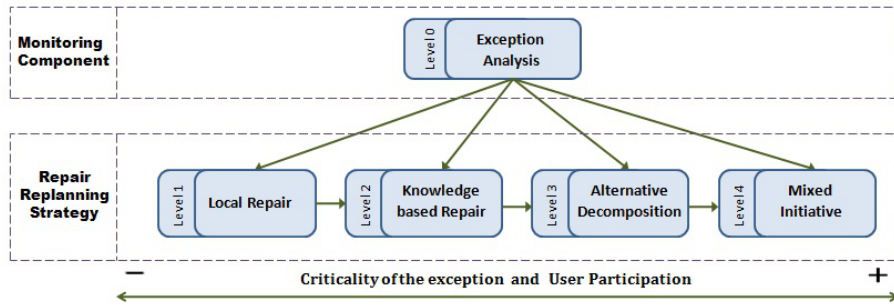 Monitoring
Component
Level 0
Exception
Analysis
Repair
Replanning
Strategy
Level 1
Local Repair
Level 2
Knowledge
based Repair
Level 3
Alternative
Decomposition
Level 4
Mixed
Initiative
− Criticality of the exception and User Participation +